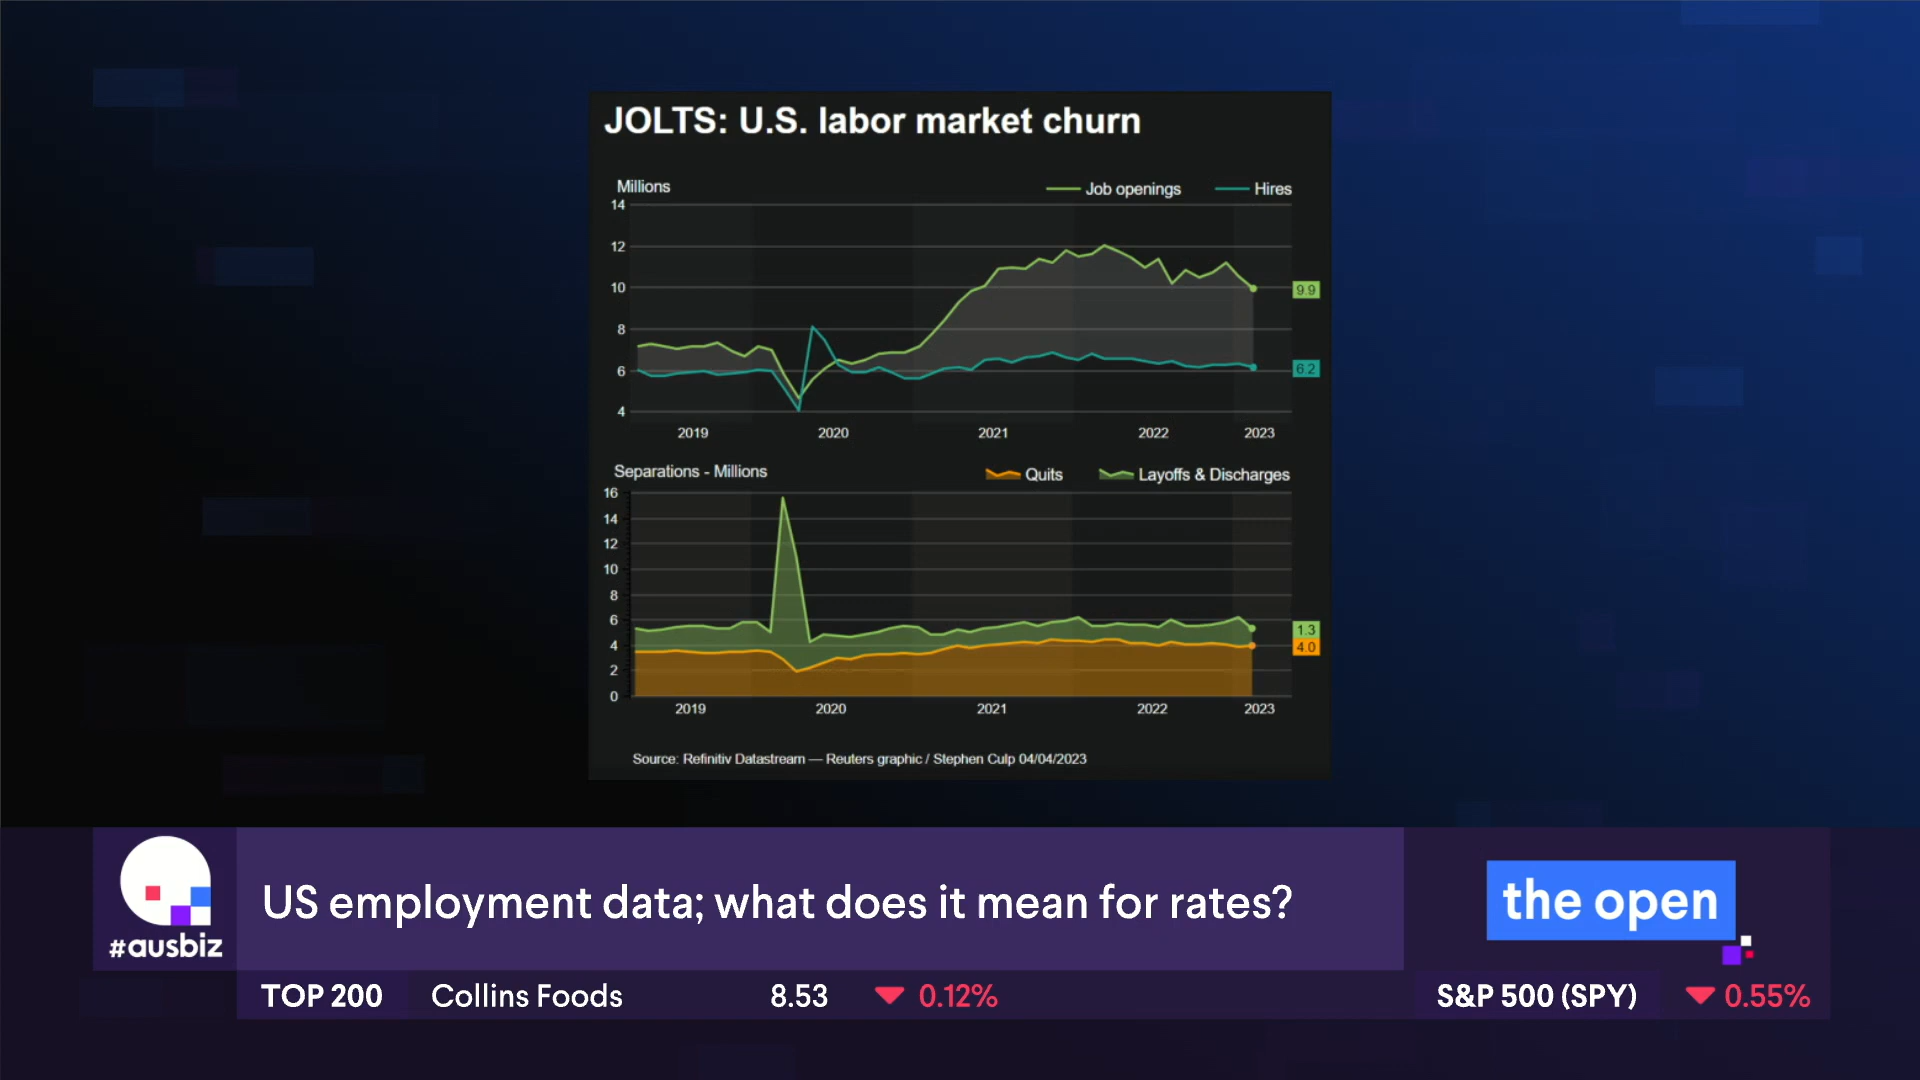 JOLTS: U.S. labor market churn
Millions
Job openings
Hires
14
12
10
8
6
4
9.9
6.2
2019
2020
2021
2022
2023
Separations - Millions
Quits
Layoffs & Discharges
16
14
12
10
8
6
4
2
0
1.3
4.0
2019
2020
2021
2022
2023
Source: Refinitiv Datastream — Reuters graphic / Stephen Culp 04/04/2023
#ausbiz
US employment data; what does it mean for rates?
the open
TOP 200 Collins Foods 8.53 0.12%
S&P 500 (SPY) 0.55%